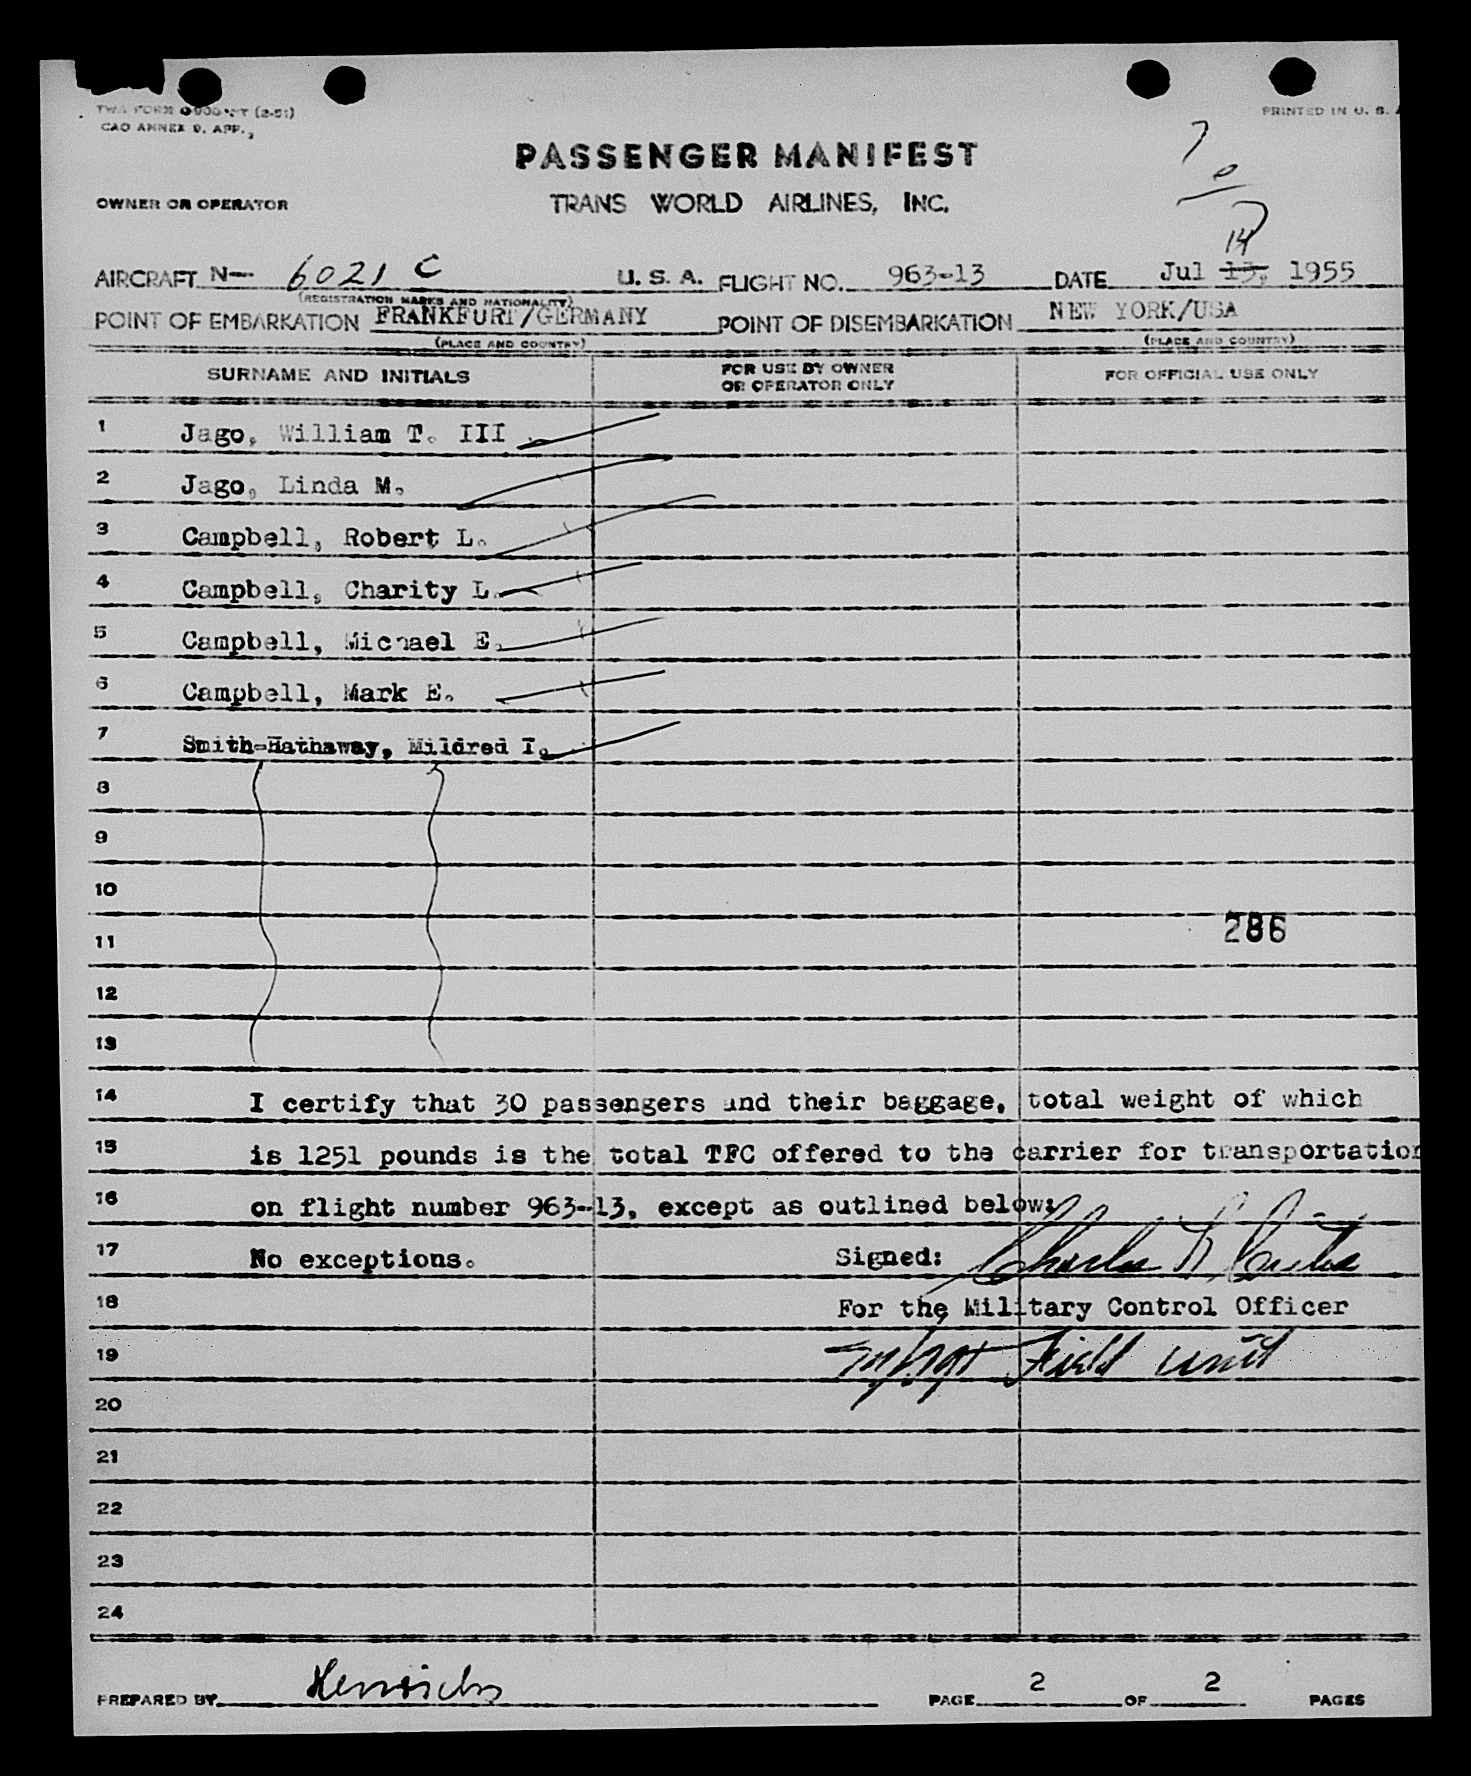 (2-51)
PRINTED IN U. S. A
CAO ANNEX 9, APP. 2
7
0
7
PASSENGER MANIFEST
OWNER OR OPERATOR
TRANS WORLD AIRLINES, INC.
14
AIRCRAFT N- 6021 C U. S. A. FLIGHT NO. 963-13 DATE Jul 13, 1955
(REGISTRATION MARKS AND NATIONALITY)
POINT OF EMBARKATION FRANKFURT/GERMANY POINT OF DISEMBARKATION NEW YORK/USA
(PLACE AND COUNTRY) (PLACE AND COUNTRY)
SURNAME AND INITIALS FOR USE BY OWNER OR OPERATOR ONLY FOR OFFICIAL USE ONLY
1 Jago, William T. III
2 Jago, Linda M.
3 Campbell, Robert L.
4 Campbell, Charity L.
5 Campbell, Michael E.
6 Campbell, Mark E.
7 Smith-Hathaway, Mildred I.
8
9
10
286
11
12
13
14 I certify that 30 passengers and their baggage, total weight of which
15 is 1251 pounds is the total TFC offered to the carrier for transportation
16 on flight number 963-13, except as outlined below:
17 No exceptions. Signed: Charles
18 For the Military Control Officer
19 Field Unit
20
21
22
23
24
PREPARED BY PAGE 2 OF 2 PAGES